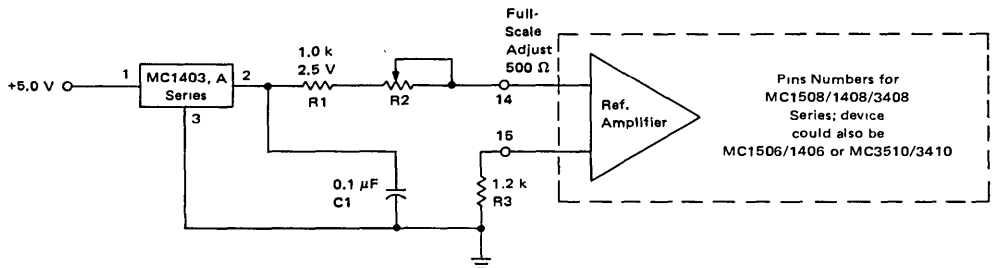 Full-
Scale
Adjust
500 Ω
1.0 k
2.5 V
R1
R2
+5.0 V
1
MC1403, A
Series
2
3
14
15
Ref.
Amplifier
0.1 µF
C1
1.2 k
R3
Pins Numbers for
MC1508/1408/3408
Series; device
could also be
MC1506/1406 or MC3510/3410